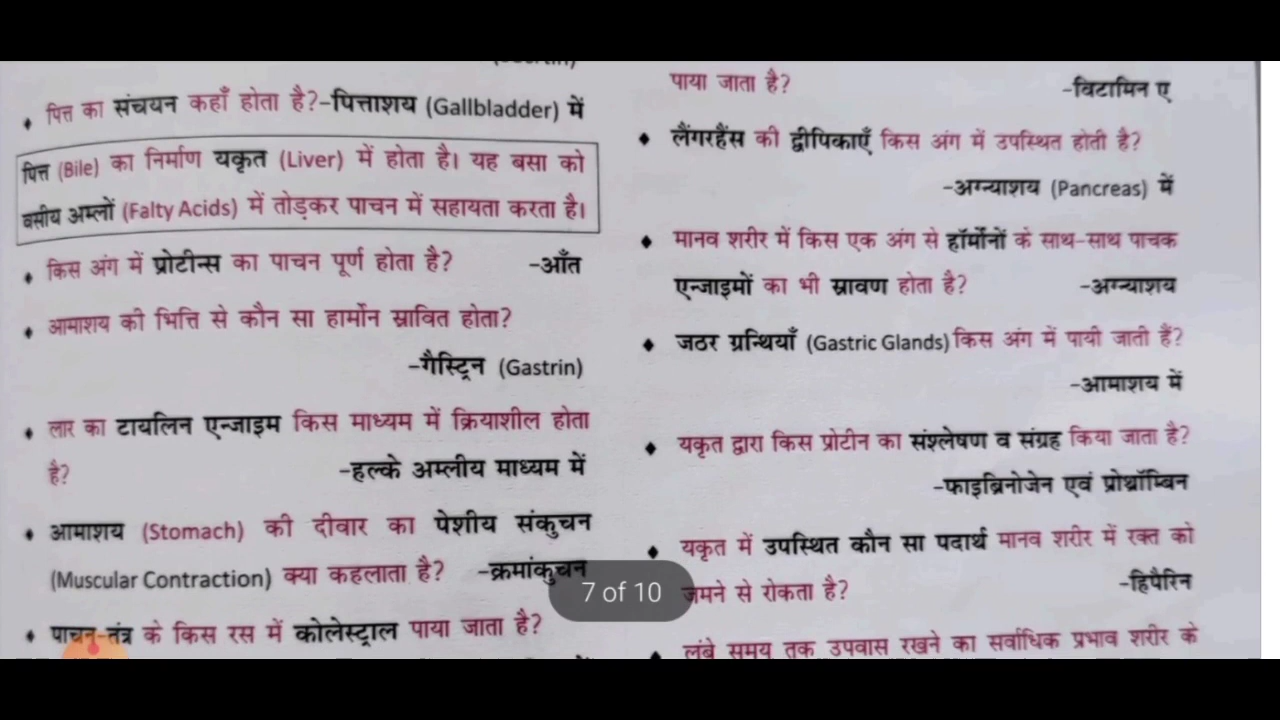 पित्त का संचयन कहाँ होता है?-पित्ताशय (Gallbladder) में
पित्त (Bile) का निर्माण यकृत (Liver) में होता है। यह बसा को
वसीय अम्लों (Falty Acids) में तोड़कर पाचन में सहायता करता है।
किस अंग में प्रोटीन्स का पाचन पूर्ण होता है? -आँत
आमाशय की भित्ति से कौन सा हार्मोन स्रावित होता?
-गैस्ट्रिन (Gastrin)
लार का टायलिन एन्जाइम किस माध्यम में क्रियाशील होता
है? -हल्के अम्लीय माध्यम में
आमाशय (Stomach) की दीवार का पेशीय संकुचन
(Muscular Contraction) क्या कहलाता है? -क्रमांकुचन
पाचन-तंत्र के किस रस में कोलेस्ट्राल पाया जाता है?
पाया जाता है? -विटामिन ए
लैंगरहैंस की द्वीपिकाएँ किस अंग में उपस्थित होती है?
-अग्न्याशय (Pancreas) में
मानव शरीर में किस एक अंग से हॉर्मोनों के साथ-साथ पाचक
एन्जाइमों का भी स्रावण होता है? -अग्न्याशय
जठर ग्रन्थियाँ (Gastric Glands) किस अंग में पायी जाती हैं?
-आमाशय में
यकृत द्वारा किस प्रोटीन का संश्लेषण व संग्रह किया जाता है?
-फाइब्रिनोजेन एवं प्रोथ्रॉम्बिन
यकृत में उपस्थित कौन सा पदार्थ मानव शरीर में रक्त को
जमने से रोकता है? -हिपैरिन
लंबे समय तक उपवास रखने का सर्वाधिक प्रभाव शरीर के
7 of 10